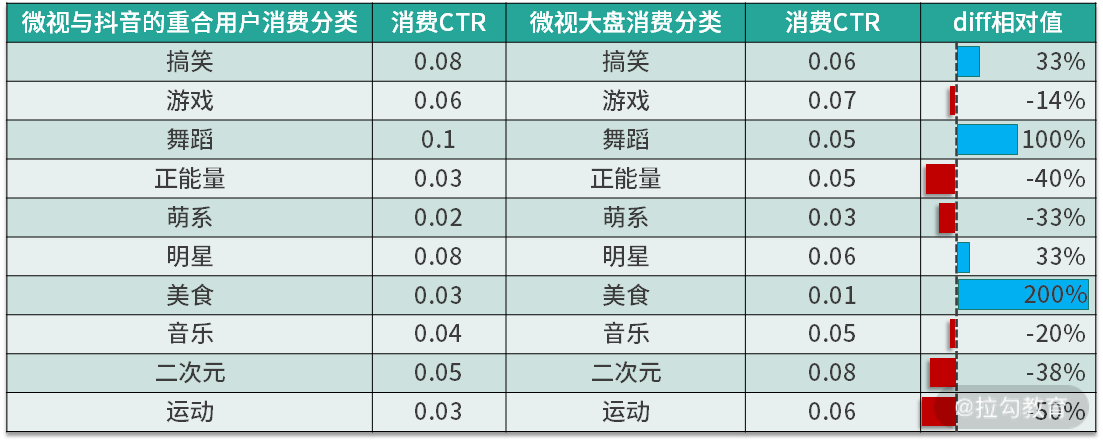 微视与抖音的重合用户消费分类 消费CTR 微视大盘消费分类 消费CTR diff相对值
搞笑 0.08 搞笑 0.06 33%
游戏 0.06 游戏 0.07 -14%
舞蹈 0.1 舞蹈 0.05 100%
正能量 0.03 正能量 0.05 -40%
萌系 0.02 萌系 0.03 -33%
明星 0.08 明星 0.06 33%
美食 0.03 美食 0.01 200%
音乐 0.04 音乐 0.05 -20%
二次元 0.05 二次元 0.08 -38%
运动 0.03 运动 0.06 -50%
@拉勾教育